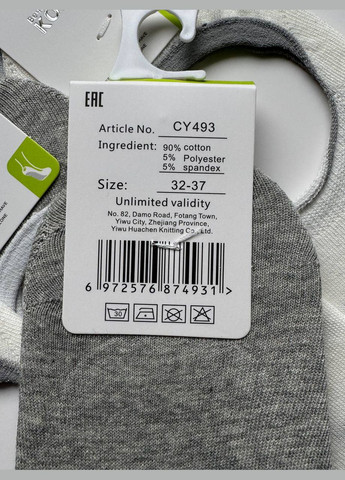 EAC
Article No. CY493
Ingredient: 90% cotton
5% Polyester
5% spandex
Size: 32-37
Unlimited validity
No. 82, Damo Road, Fotang Town,
Yiwu City, Zhejiang Province,
Yiwu Huachen Knitting Co., Ltd.
6 972576 874931 >
30